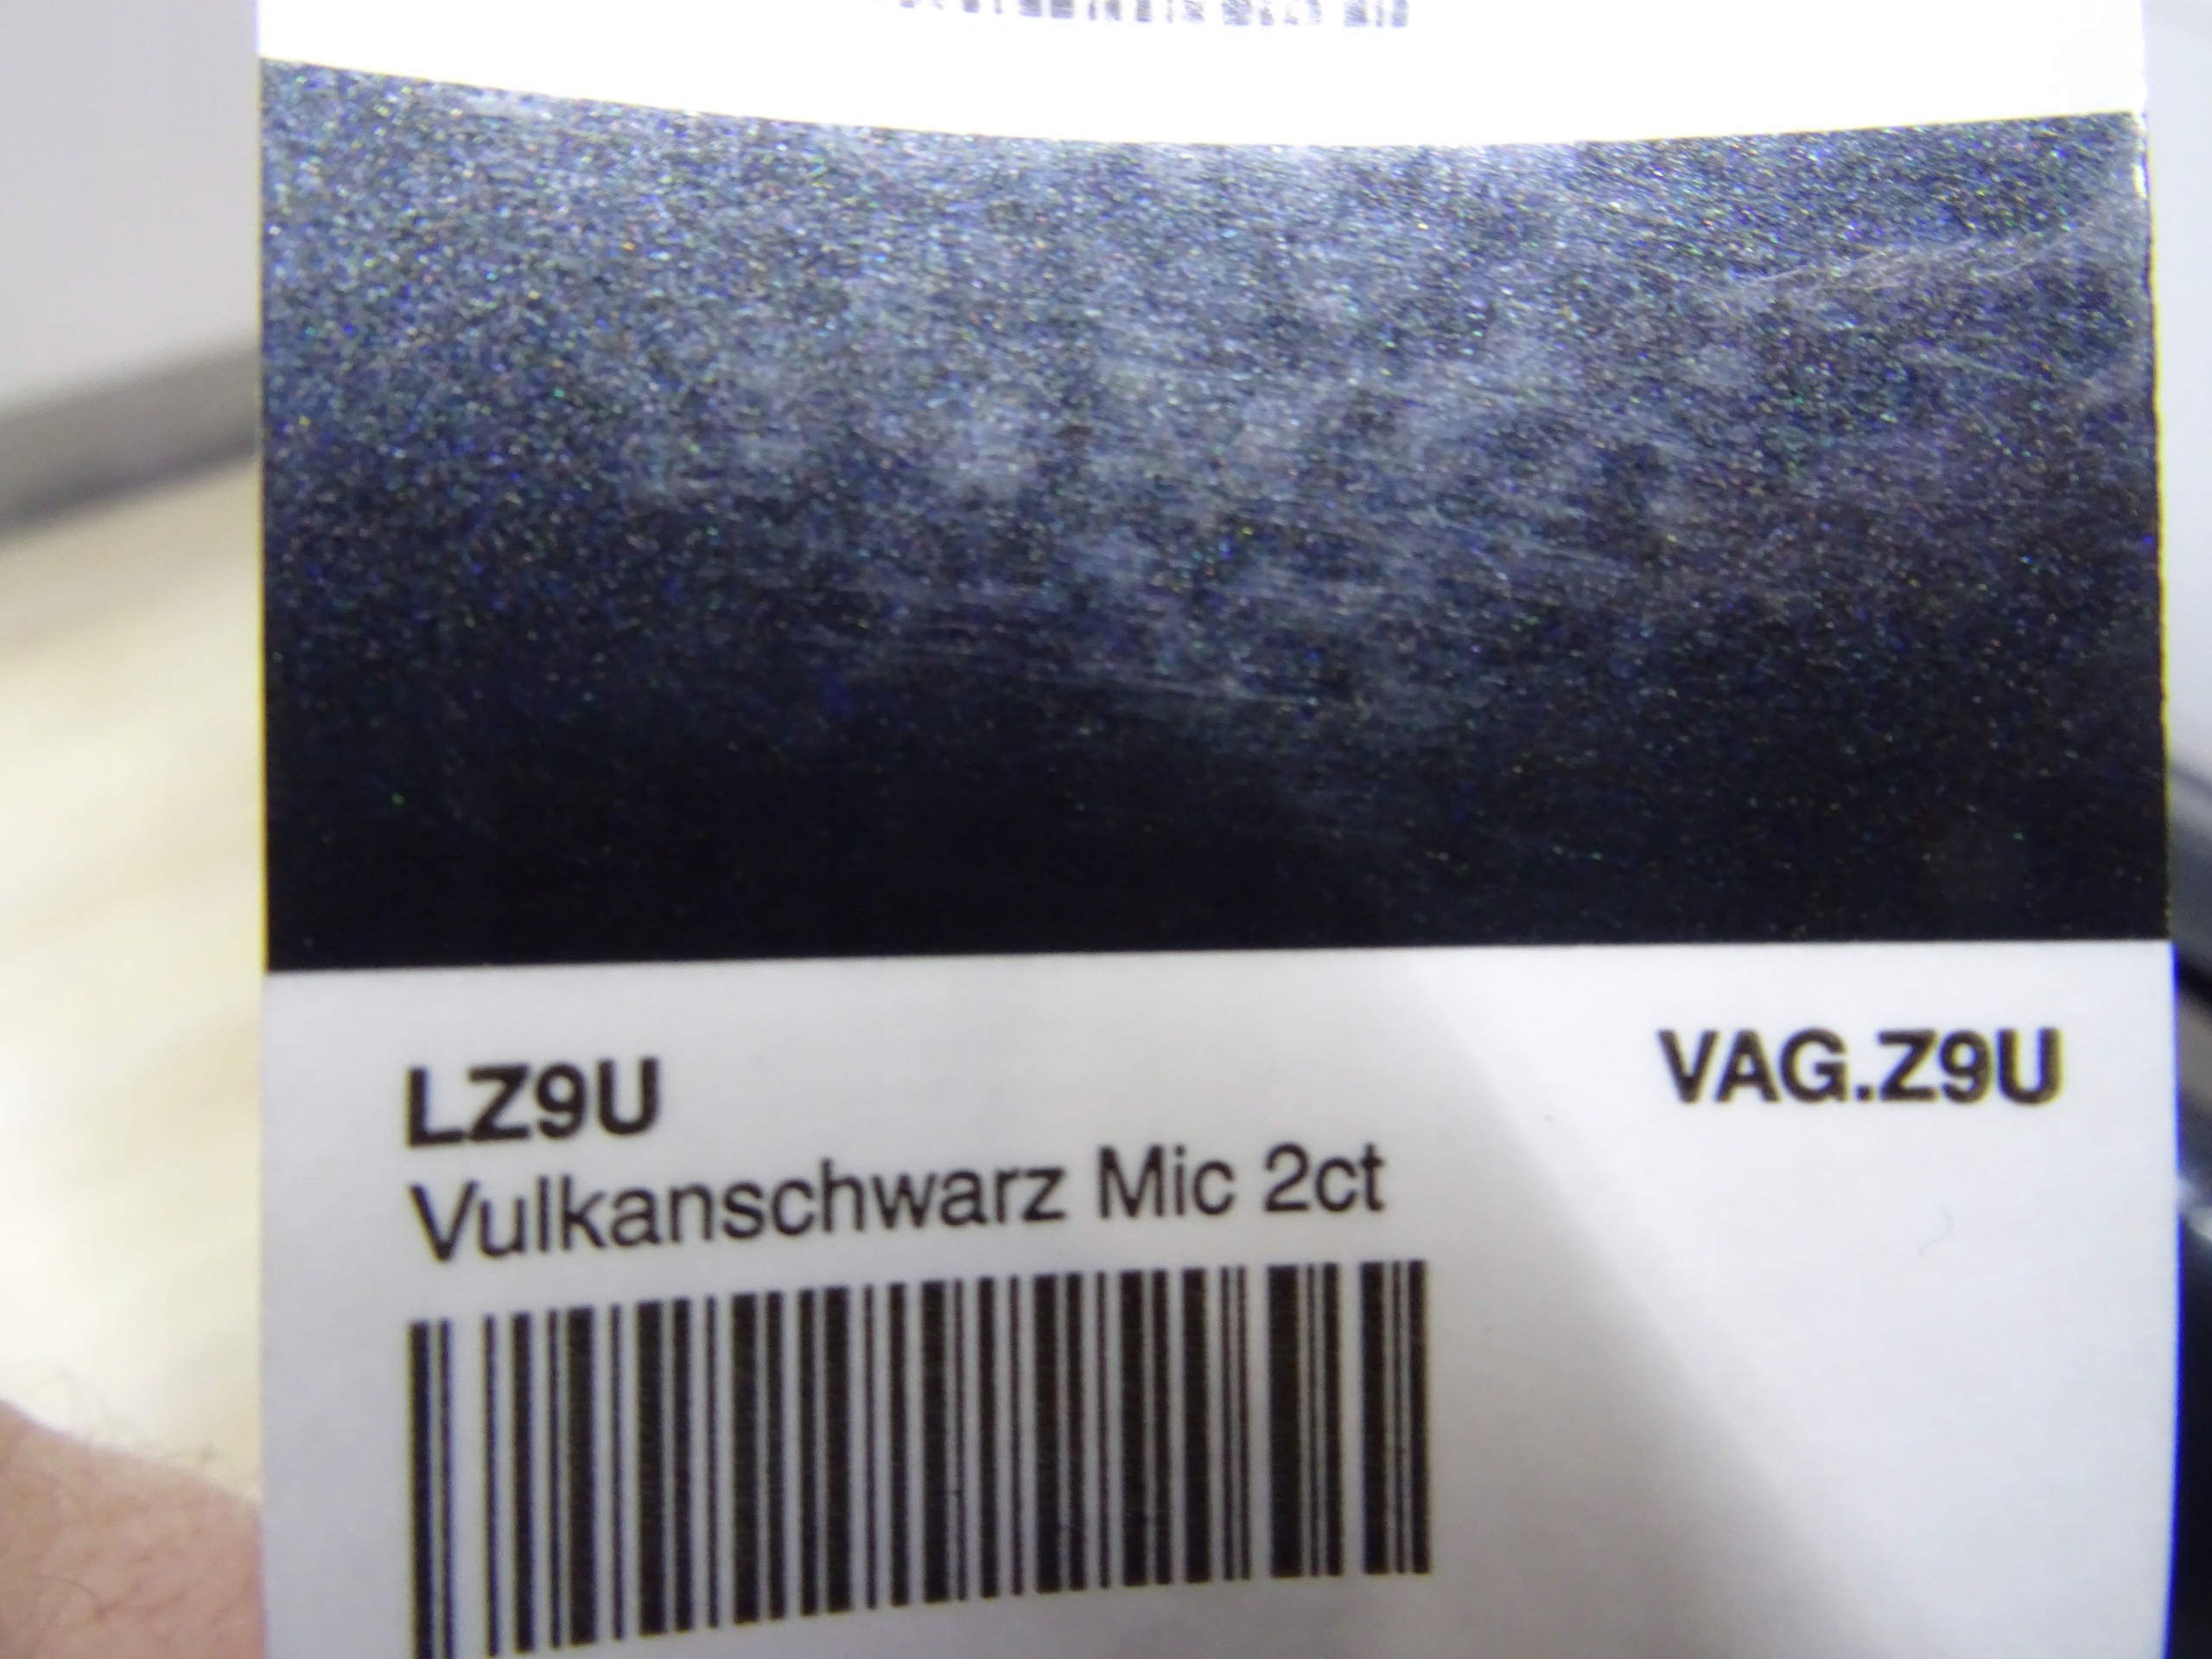 LZ9U
VAG.Z9U
Vulkanschwarz Mic 2ct